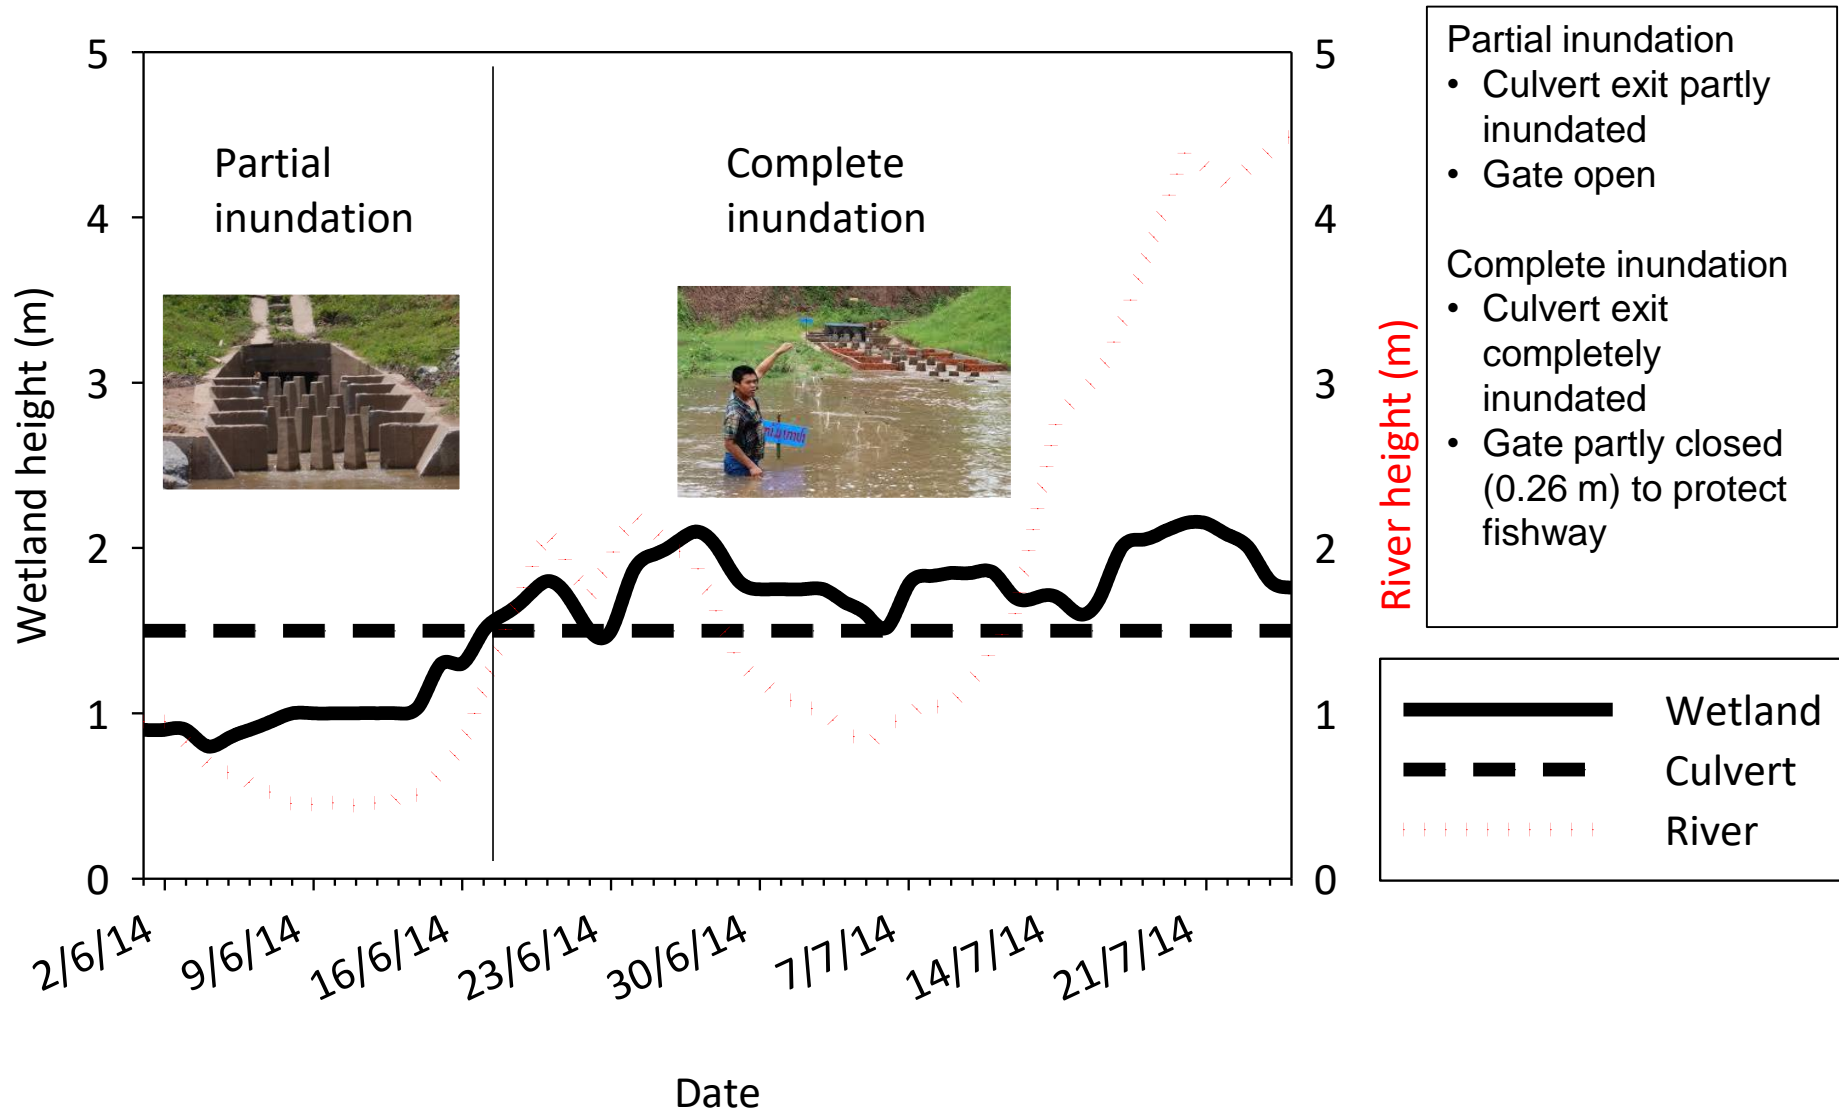 5
4
3
2
1
0
Wetland height (m)
Partial
inundation
Complete
inundation
5
4
3
2
1
0
River height (m)
2/6/14
9/6/14
16/6/14
23/6/14
30/6/14
7/7/14
14/7/14
21/7/14
Date
Partial inundation
• Culvert exit partly
inundated
• Gate open
Complete inundation
• Culvert exit
completely
inundated
• Gate partly closed
(0.26 m) to protect
fishway
Wetland
Culvert
River